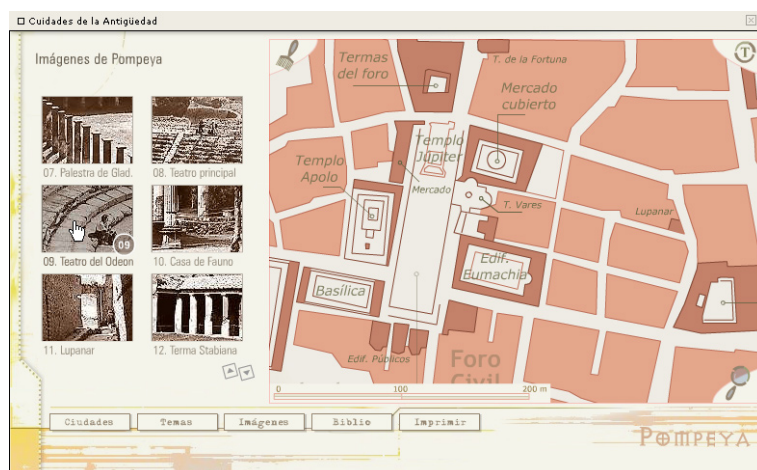 Cuidades de la Antigüedad
Imágenes de Pompeya
07. Palestra de Glad.
08. Teatro principal
09
09. Teatro del Odeon
10. Casa de Fauno
11. Lupanar
12. Terma Stabiana
Termas
del foro
T. de la Fortuna
T
Mercado
cubierto
Templo
Júpiter
Templo
Apolo
Mercado
T. Vares
Lupanar
Edif.
Eumachia
Basílica
Edif. Públicos
Foro
Civil
0 100 200 m
Ciudades
Temas
Imágenes
Biblio
Imprimir
POMPEYA